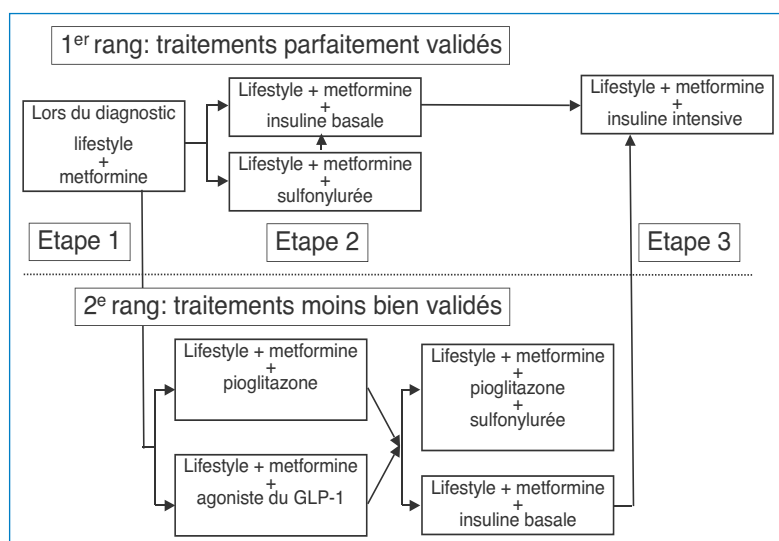 1er rang: traitements parfaitement validés
Lors du diagnostic
lifestyle
+
metformine
Lifestyle + metformine
+
insuline basale
Lifestyle + metformine
+
sulfonylurée
Lifestyle + metformine
+
insuline intensive
Etape 1
Etape 2
Etape 3
2e rang: traitements moins bien validés
Lifestyle + metformine
+
pioglitazone
Lifestyle + metformine
+
agoniste du GLP-1
Lifestyle + metformine
+
pioglitazone
+
sulfonylurée
Lifestyle + metformine
+
insuline basale